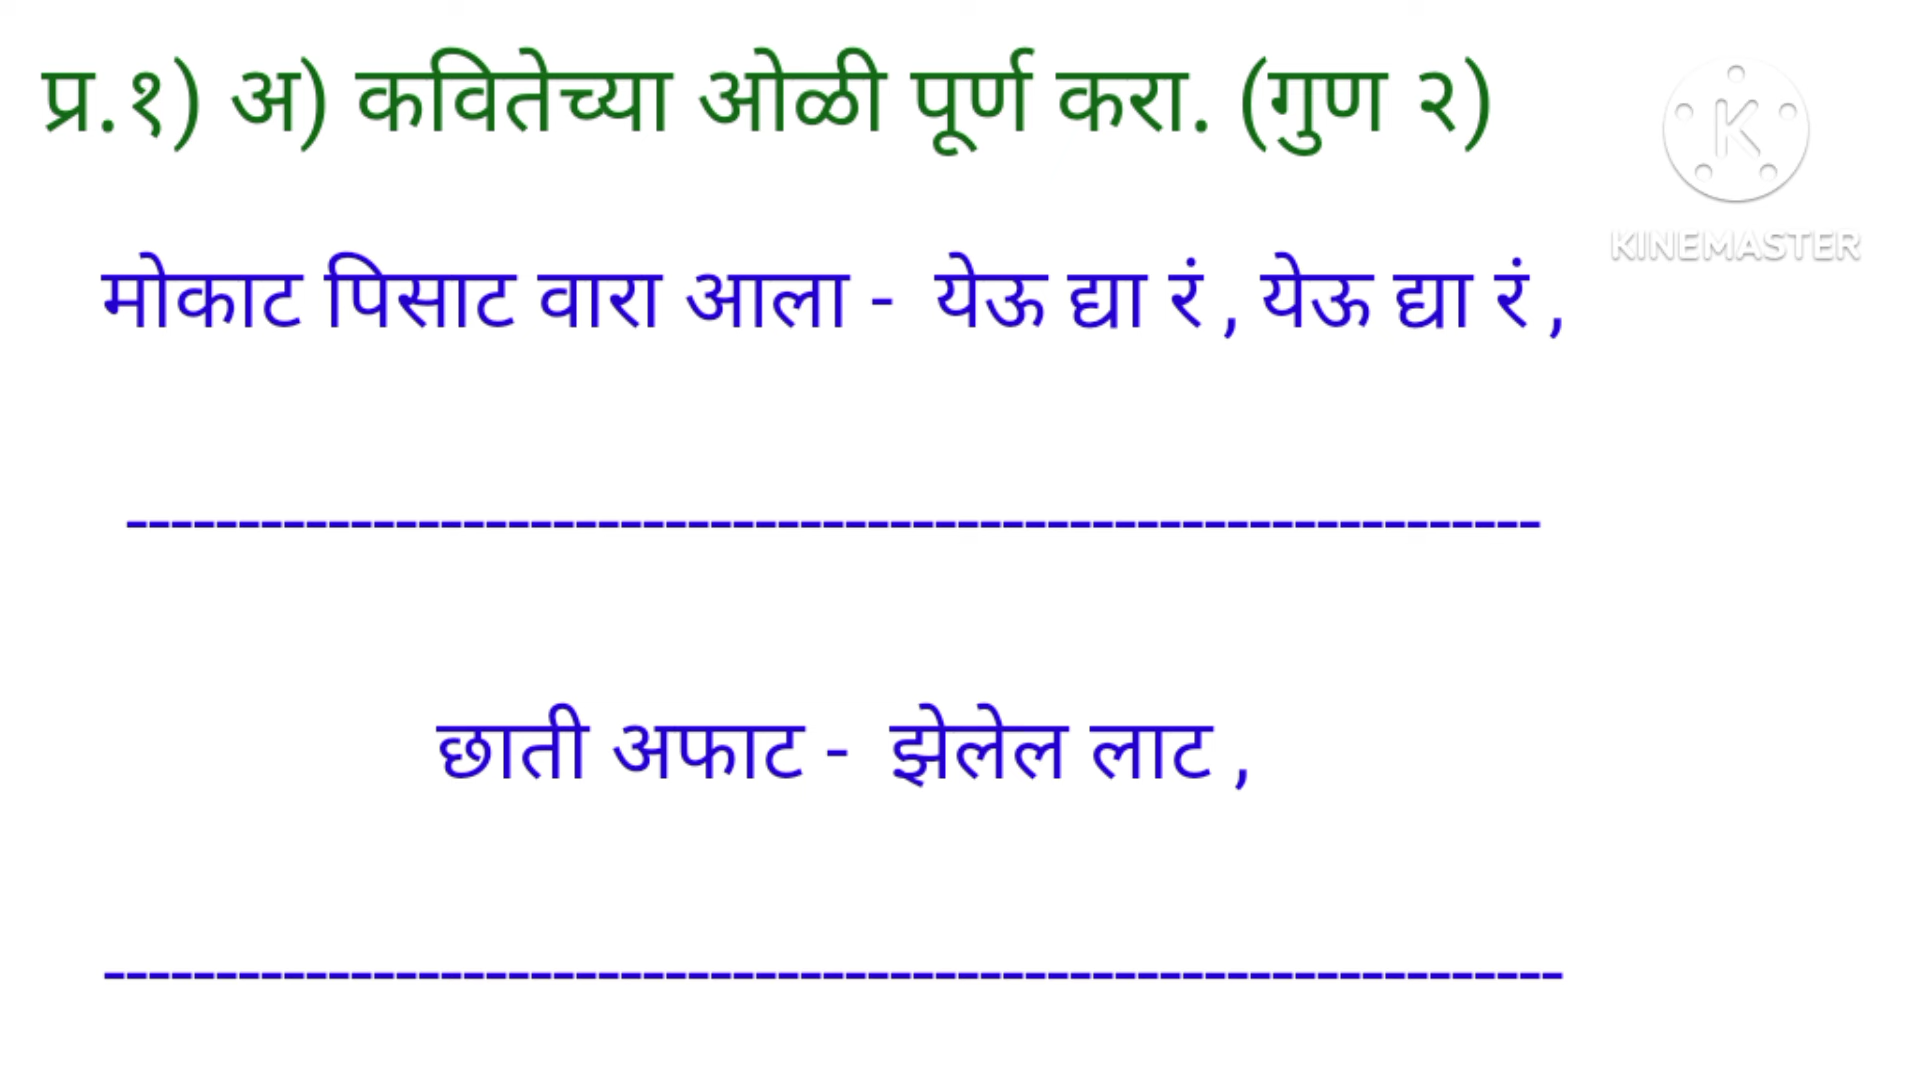 प्र.१) अ) कवितेच्या ओळी पूर्ण करा. (गुण २)
KINEMASTER
मोकाट पिसाट वारा आला - येऊ द्या रं , येऊ द्या रं ,
---------------------------------------------------------------
छाती अफाट - झेलेल लाट ,
-----------------------------------------------------------------